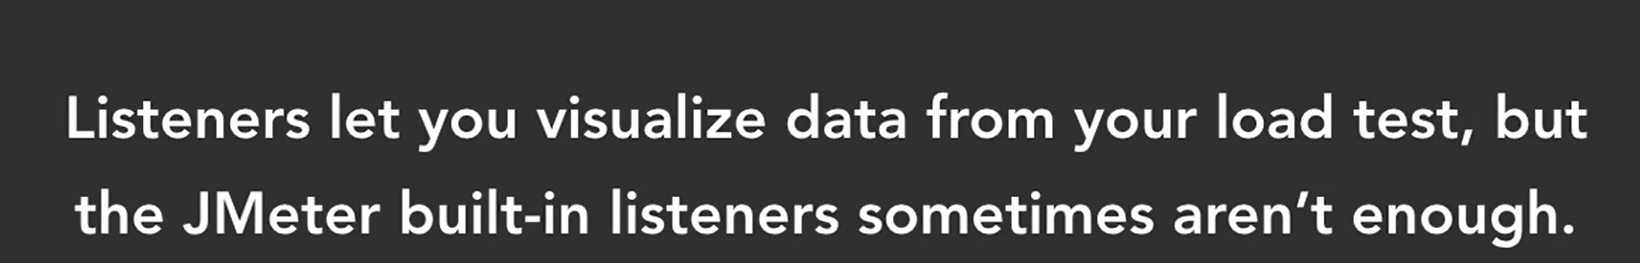 Listeners let you visualize data from your load test, but
the JMeter built-in listeners sometimes aren’t enough.